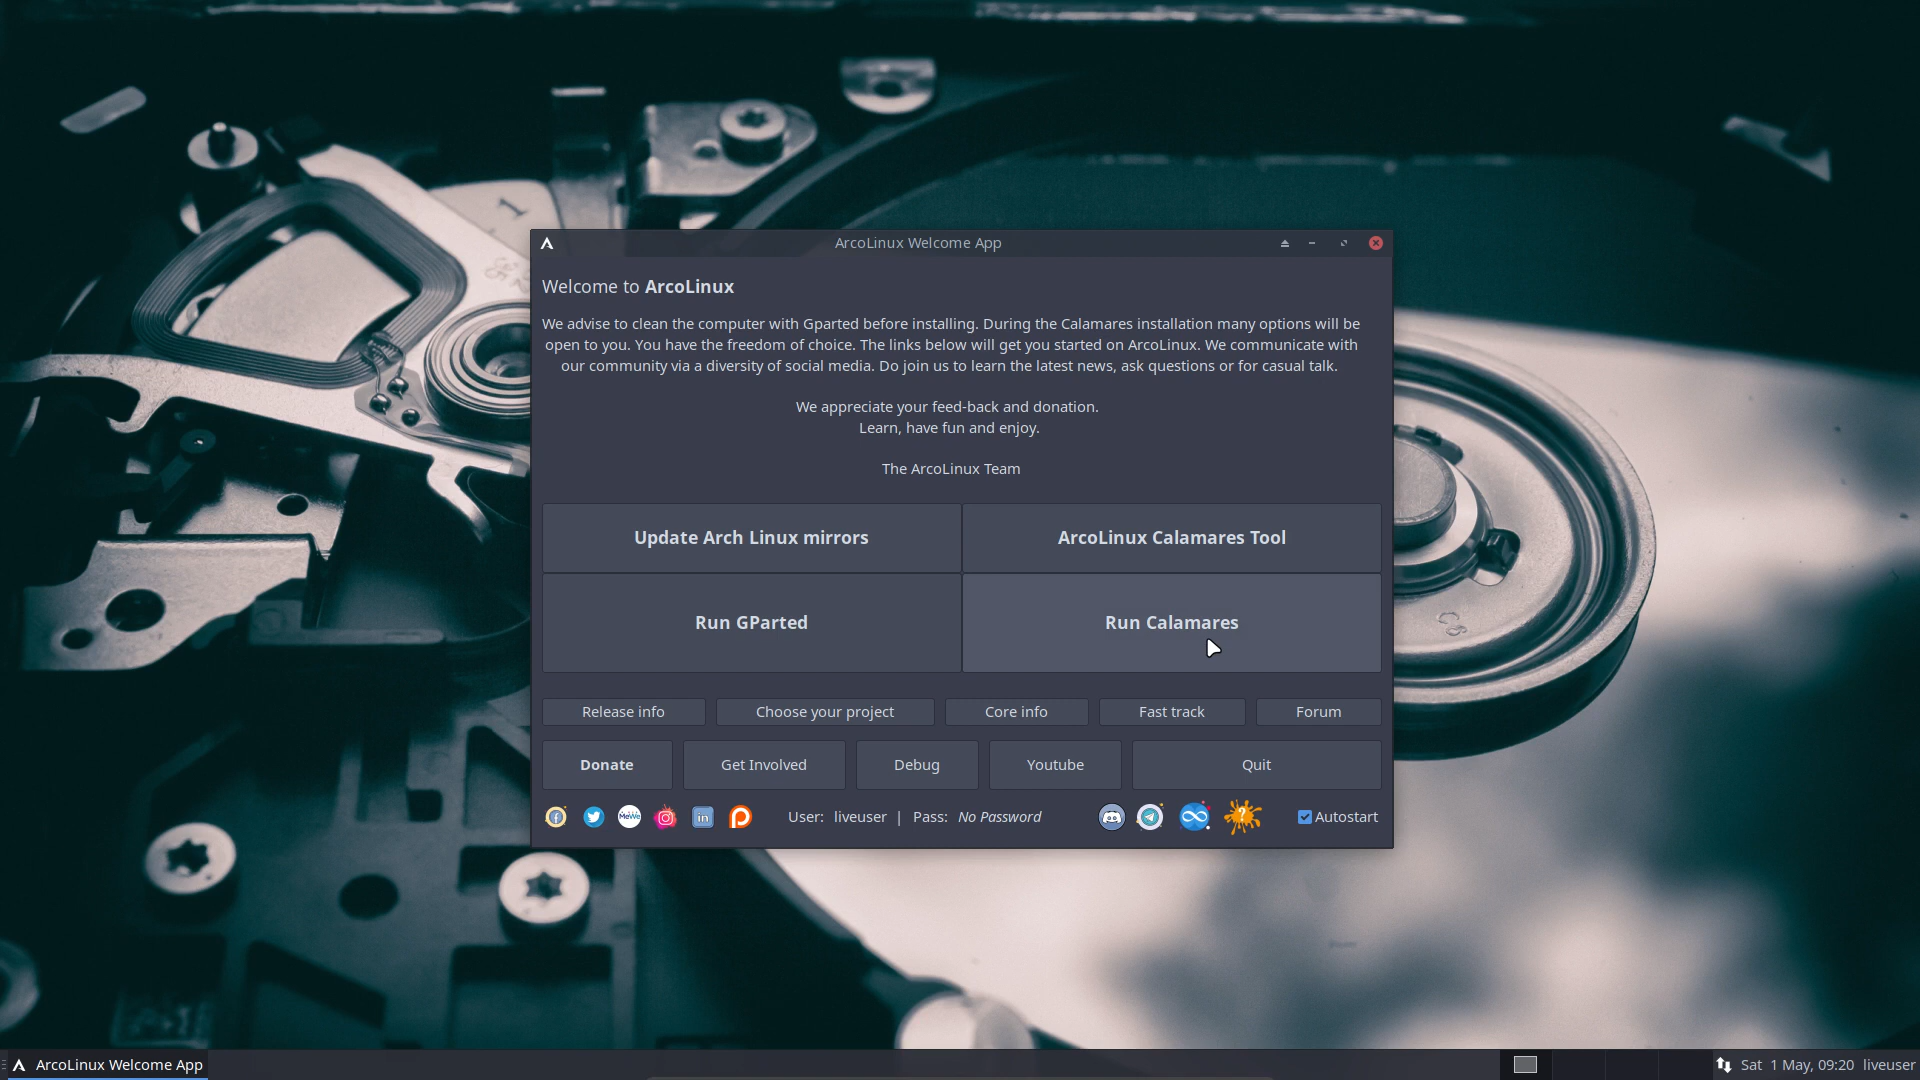 1
ArcoLinux Welcome App
Welcome to ArcoLinux
We advise to clean the computer with Gparted before installing. During the Calamares installation many options will be
open to you. You have the freedom of choice. The links below will get you started on ArcoLinux. We communicate with
our community via a diversity of social media. Do join us to learn the latest news, ask questions or for casual talk.
We appreciate your feed-back and donation.
Learn, have fun and enjoy.
The ArcoLinux Team
Update Arch Linux mirrors
ArcoLinux Calamares Tool
Run GParted
Run Calamares
Release info
Choose your project
Core info
Fast track
Forum
Donate
Get Involved
Debug
Youtube
Quit
MeWe
in
User: liveuser | Pass: No Password
?
Autostart
ArcoLinux Welcome App
Sat 1 May, 09:20 liveuser